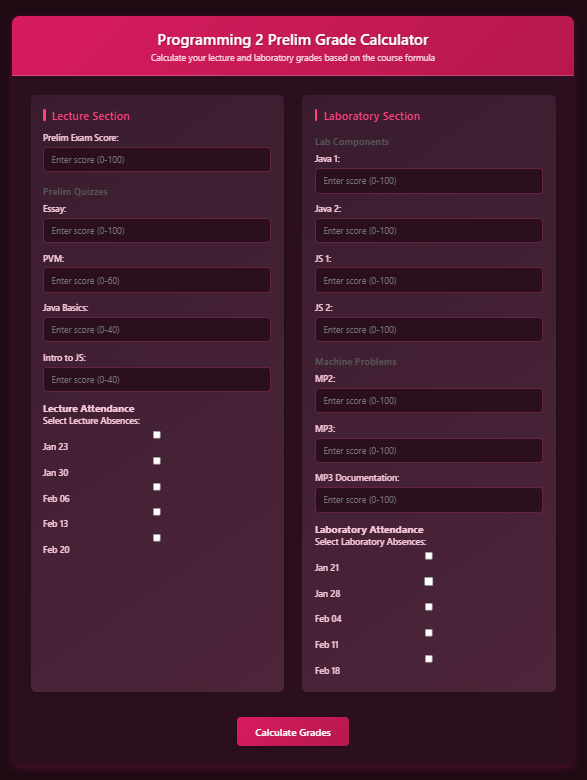 Programming 2 Prelim Grade Calculator
Calculate your lecture and laboratory grades based on the course formula
Lecture Section
Prelim Exam Score:
Enter score (0-100)
Prelim Quizzes
Essay:
Enter score (0-100)
PVM:
Enter score (0-60)
Java Basics:
Enter score (0-40)
Intro to JS:
Enter score (0-40)
Lecture Attendance
Select Lecture Absences:
Jan 23
Jan 30
Feb 06
Feb 13
Feb 20
Laboratory Section
Lab Components
Java 1:
Enter score (0-100)
Java 2:
Enter score (0-100)
JS 1:
Enter score (0-100)
JS 2:
Enter score (0-100)
Machine Problems
MP2:
Enter score (0-100)
MP3:
Enter score (0-100)
MP3 Documentation:
Enter score (0-100)
Laboratory Attendance
Select Laboratory Absences:
Jan 21
Jan 28
Feb 04
Feb 11
Feb 18
Calculate Grades